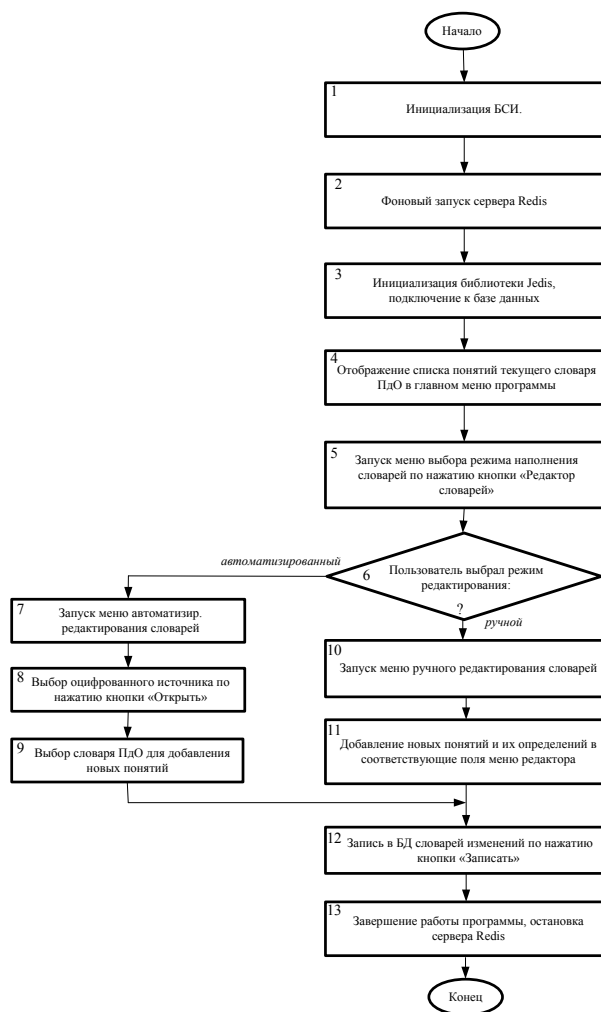 Начало
1
Инициализация БСИ.
2
Фоновый запуск сервера Redis
3
Инициализация библиотеки Jedis,
подключение к базе данных
4
Отображение списка понятий текущего словаря
ПдО в главном меню программы
5
Запуск меню выбора режима наполнения
словарей по нажатию кнопки «Редактор
словарей»
автоматизированный
6
Пользователь выбрал режим
редактирования:
?
ручной
7
Запуск меню автоматизир.
редактирования словарей
8
Выбор оцифрованного источника по
нажатию кнопки «Открыть»
9
Выбор словаря ПдО для добавления
новых понятий
10
Запуск меню ручного редактирования словарей
11
Добавление новых понятий и их определений в
соответствующие поля меню редактора
12
Запись в БД словарей изменений по нажатию
кнопки «Записать»
13
Завершение работы программы, остановка
сервера Redis
Конец